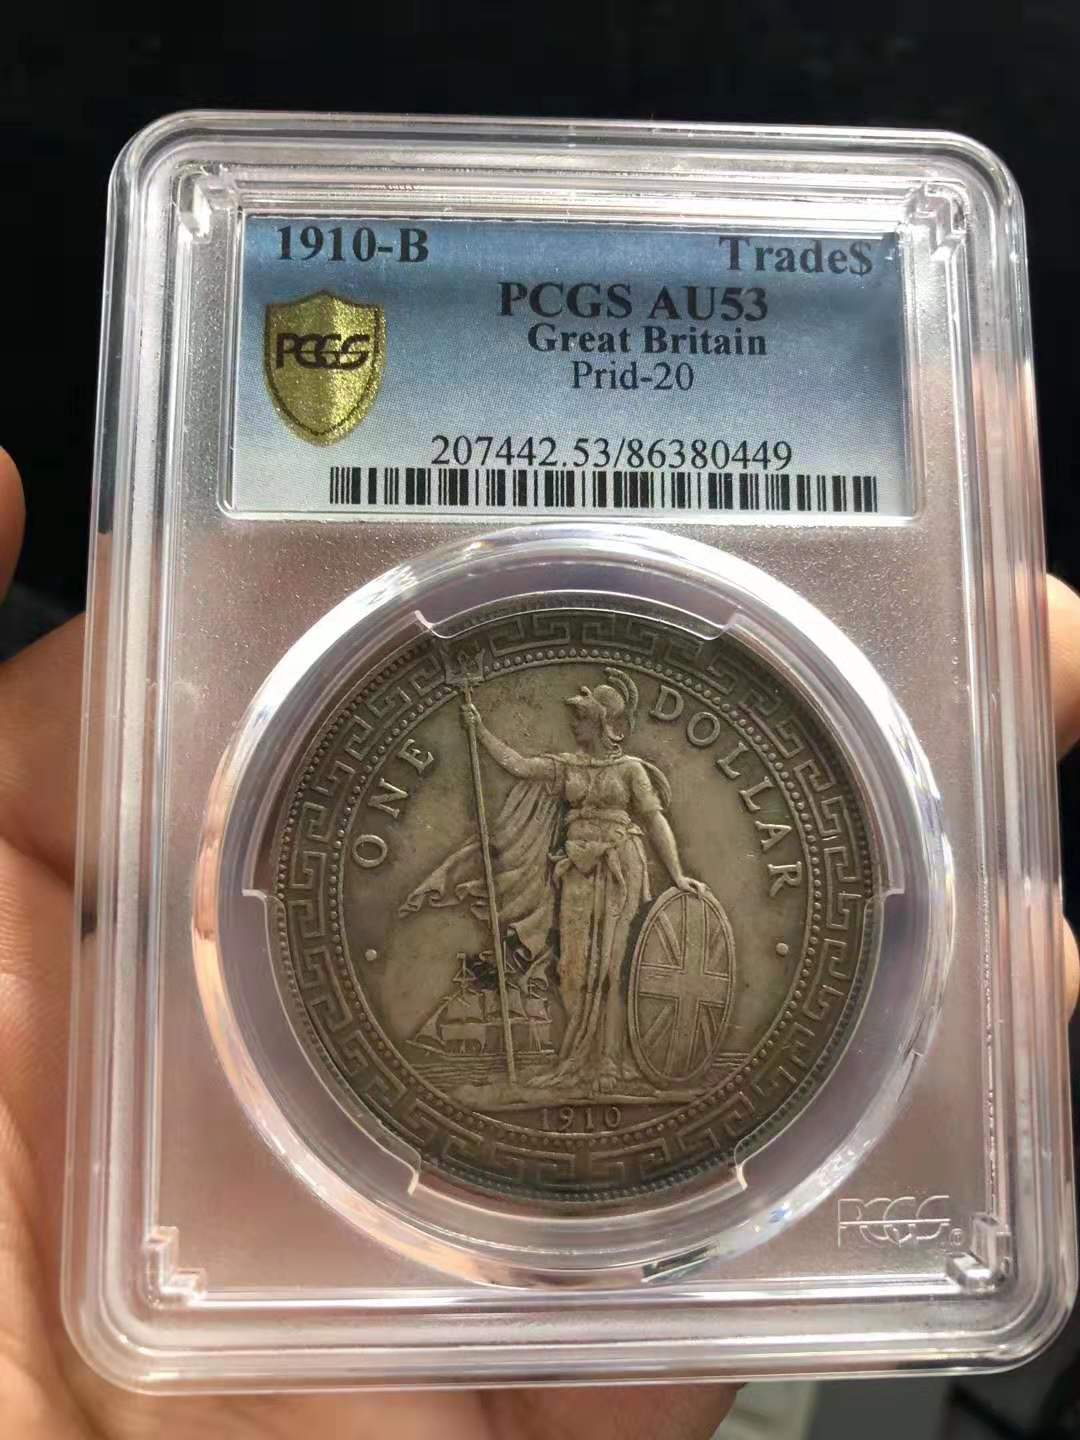 1910-B Trade$
PCGS AU53
Great Britain
Prid-20
PCGS
207442.53/86380449
ONE DOLLAR
1910
PCGS